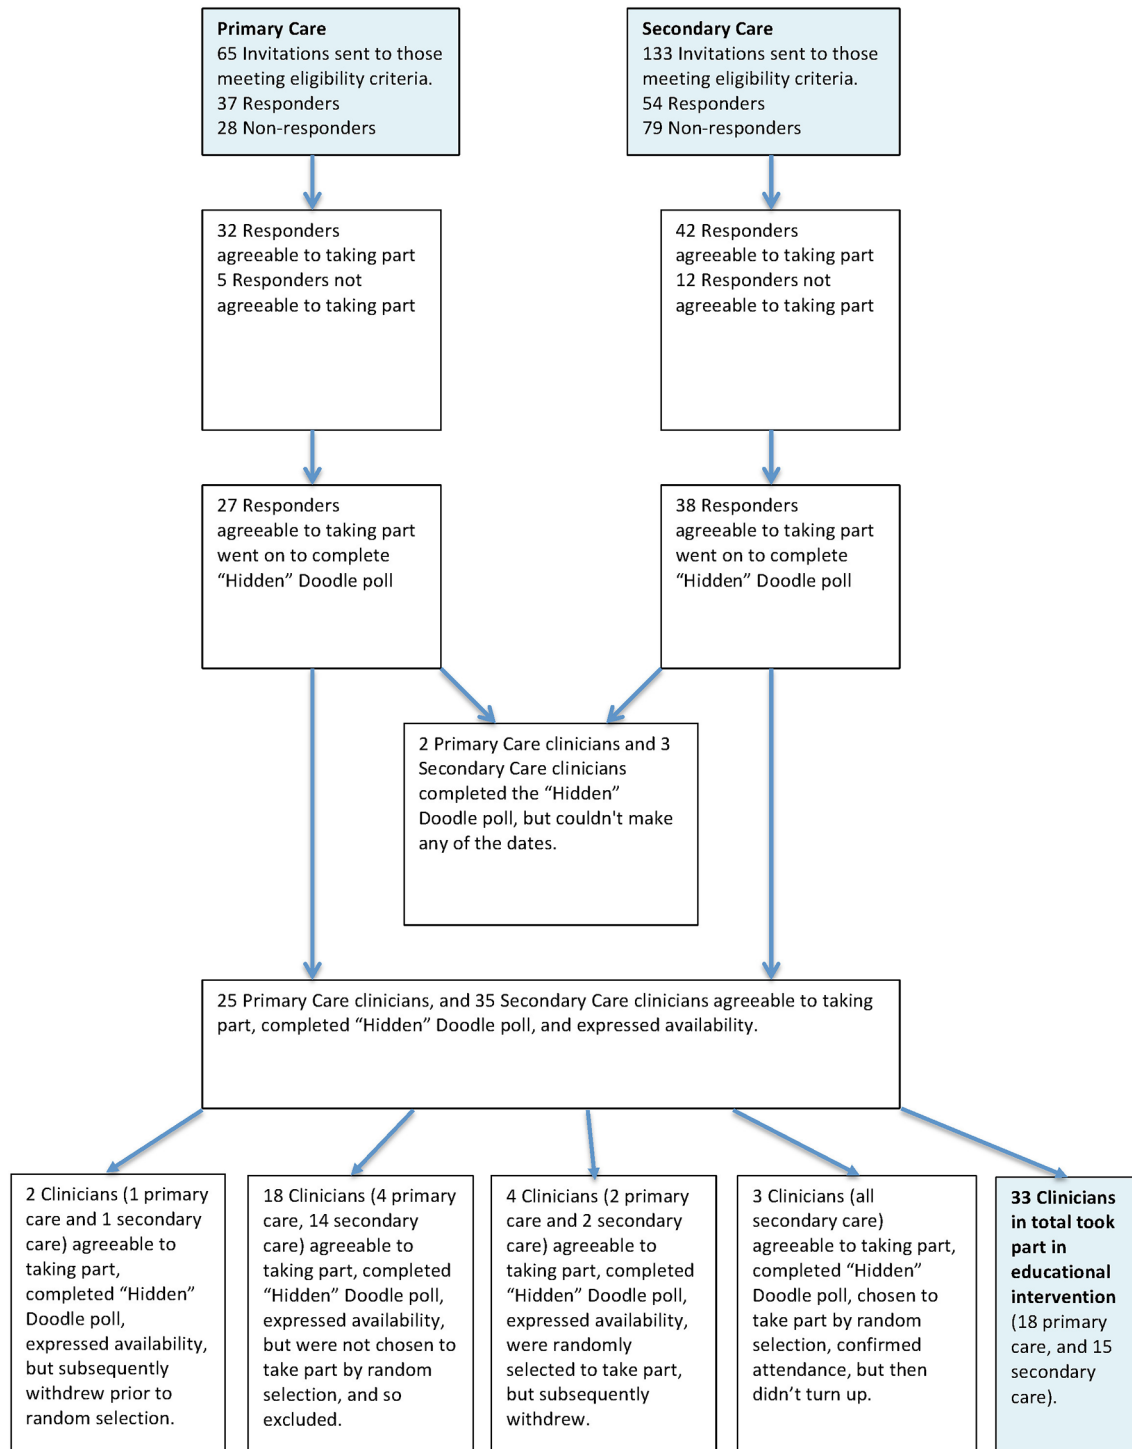 Primary Care
65 Invitations sent to those
meeting eligibility criteria.
37 Responders
28 Non-responders
Secondary Care
133 Invitations sent to those
meeting eligibility criteria.
54 Responders
79 Non-responders
32 Responders
agreeable to taking part
5 Responders not
agreeable to taking part
42 Responders
agreeable to taking part
12 Responders not
agreeable to taking part
27 Responders
agreeable to taking part
went on to complete
“Hidden” Doodle poll
38 Responders
agreeable to taking part
went on to complete
“Hidden” Doodle poll
2 Primary Care clinicians and 3
Secondary Care clinicians
completed the “Hidden”
Doodle poll, but couldn't make
any of the dates.
25 Primary Care clinicians, and 35 Secondary Care clinicians agreeable to taking
part, completed “Hidden” Doodle poll, and expressed availability.
2 Clinicians (1 primary
care and 1 secondary
care) agreeable to
taking part,
completed “Hidden”
Doodle poll,
expressed availability,
but subsequently
withdrew prior to
random selection.
18 Clinicians (4 primary
care, 14 secondary
care) agreeable to
taking part, completed
“Hidden” Doodle poll,
expressed availability,
but were not chosen to
take part by random
selection, and so
excluded.
4 Clinicians (2 primary
care and 2 secondary
care) agreeable to
taking part, completed
“Hidden” Doodle poll,
expressed availability,
were randomly
selected to take part,
but subsequently
withdrew.
3 Clinicians (all
secondary care)
agreeable to taking part,
completed “Hidden”
Doodle poll, chosen to
take part by random
selection, confirmed
attendance, but then
didn’t turn up.
33 Clinicians
in total took
part in
educational
intervention
(18 primary
care, and 15
secondary
care).